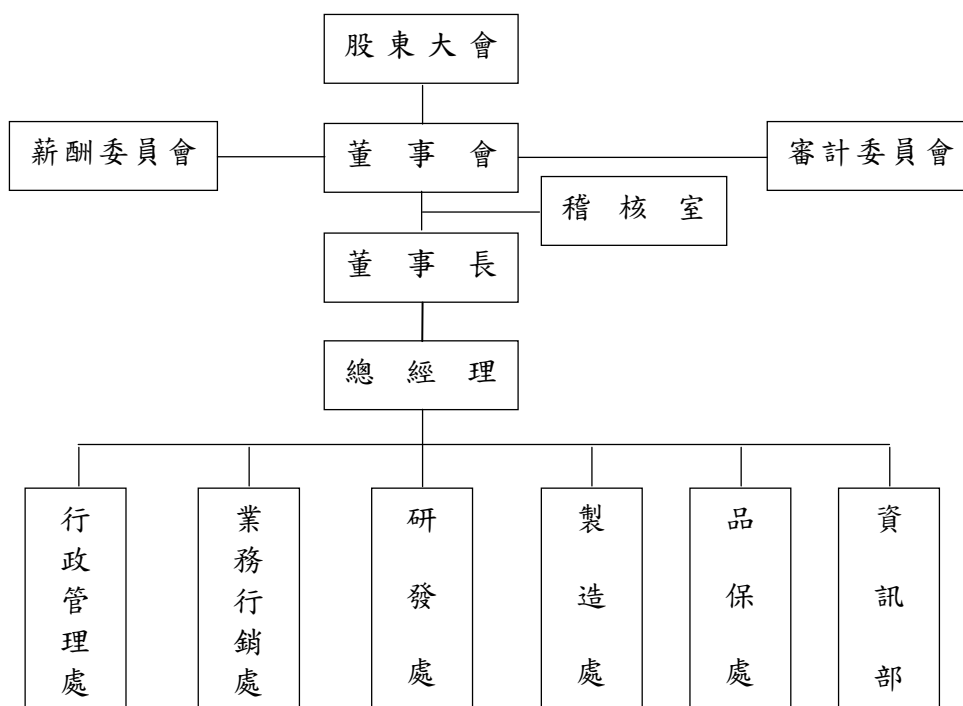 股東大會
薪酬委員會
董事會
審計委員會
稽核室
董事長
總經理
行政管理處
業務行銷處
研發處
製造處
品保處
資訊部